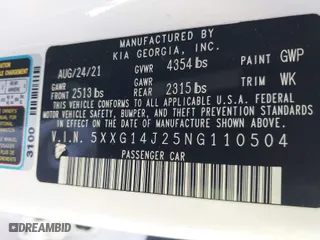 MANUFACTURED BY
KIA GEORGIA, INC.
AUG/24/21 GVWR 4354 lbs PAINT GWP
GAWR FRONT 2513 lbs GAWR REAR 2315 lbs TRIM WK
THIS VEHICLE CONFORMS TO ALL APPLICABLE FEDERAL
MOTOR VEHICLE SAFETY, BUMPER, AND THEFT PREVENTION
STANDARDS IN EFFECT ON THE DATE OF MANUFACTURE SHOWN ABOVE.
V.I.N. 5XXG14J25NG110504
PASSENGER CAR
3100
DREAMBID